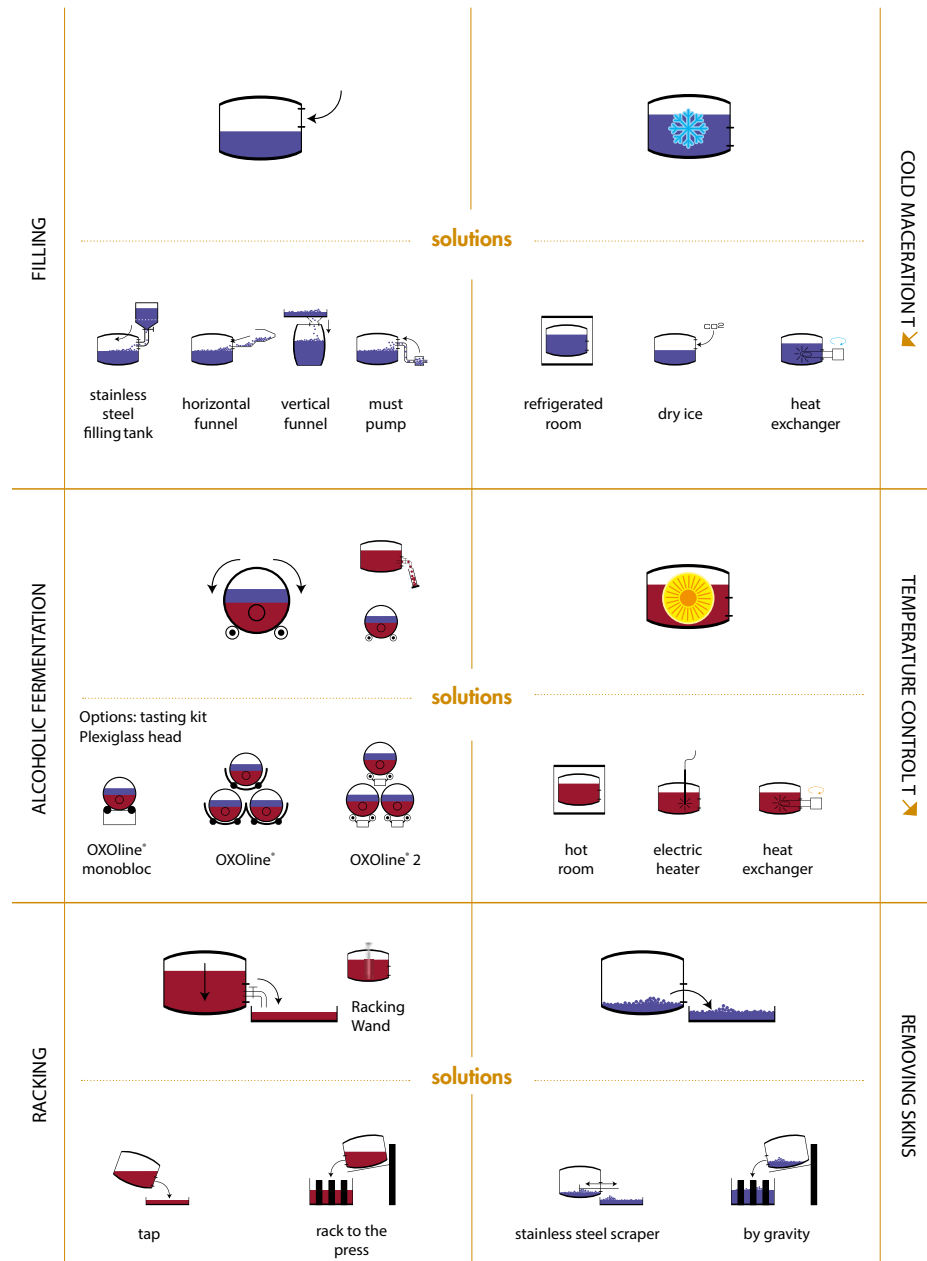 FILLING
COLD MACERATIONT
solutions
stainless
steel
filling tank
horizontal
funnel
vertical
funnel
must
pump
refrigerated
room
CO2
dry ice
heat
exchanger
ALCOHOLIC FERMENTATION
TEMPERATURE CONTROL T
solutions
Options: tasting kit
Plexiglass head
OXOline®
monobloc
OXOline®
OXOline® 2
hot
room
electric
heater
heat
exchanger
RACKING
REMOVING SKINS
Racking
Wand
solutions
tap
rack to the
press
stainless steel scraper
by gravity